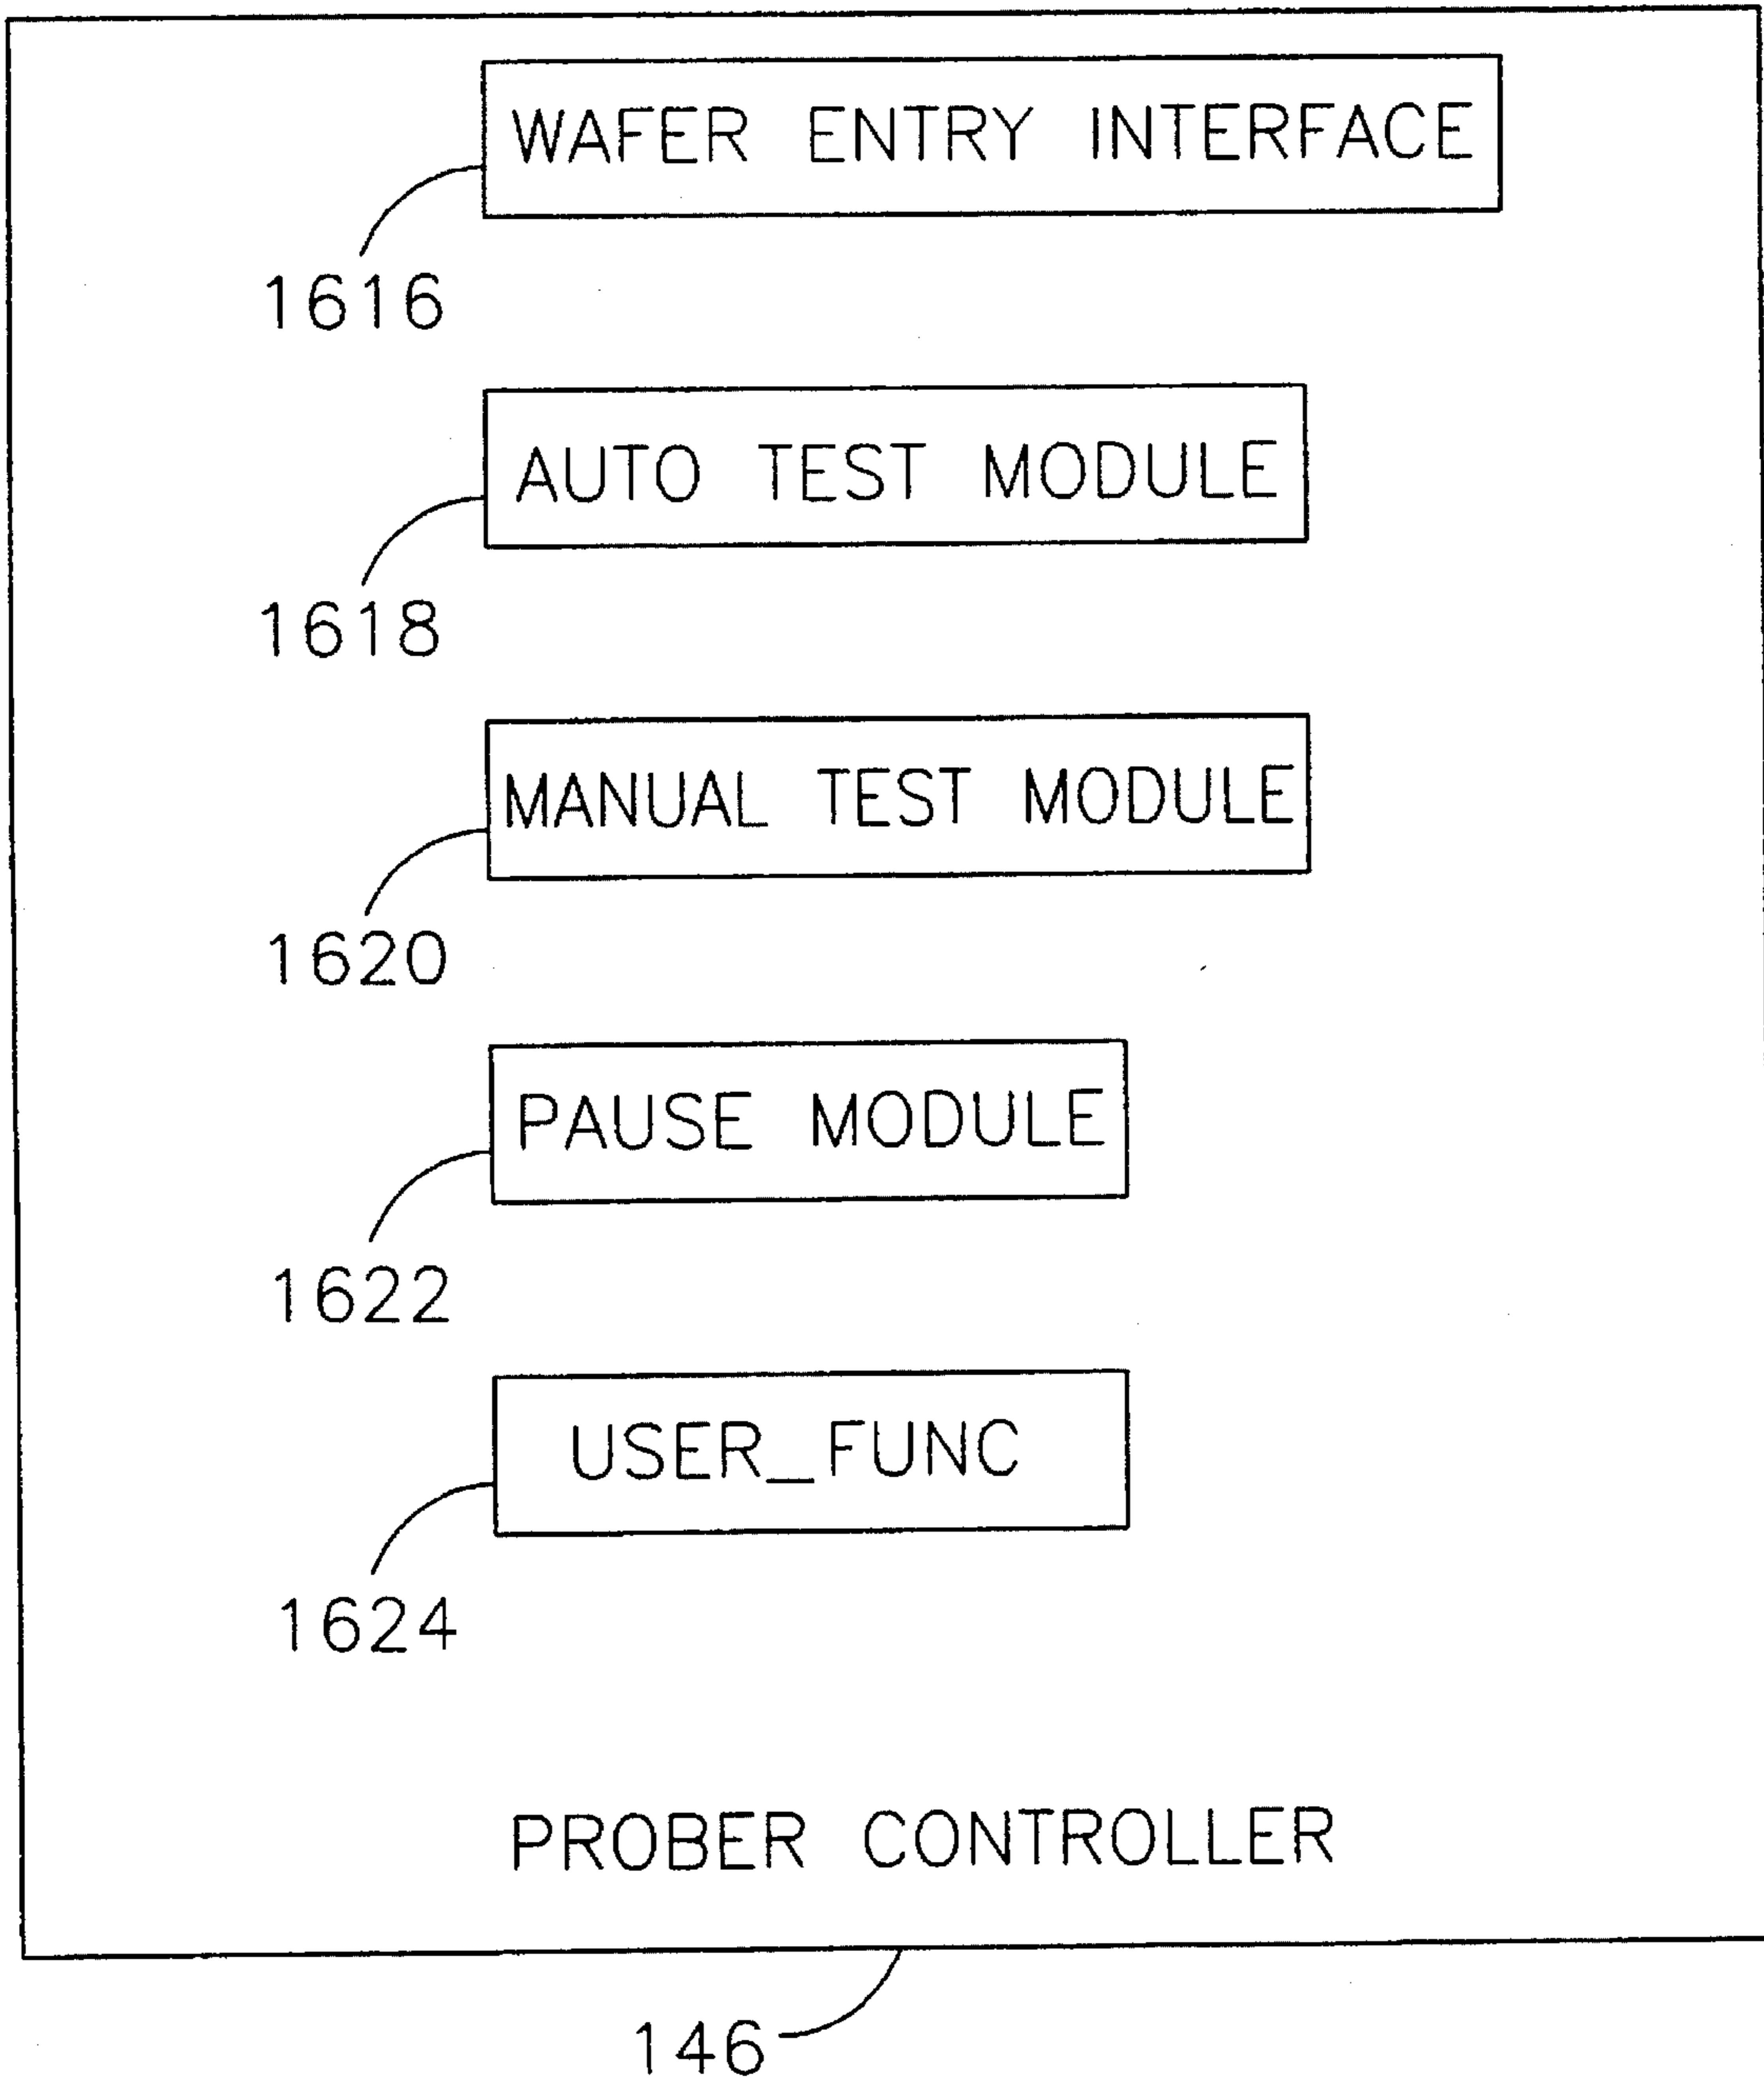 WAFER ENTRY INTERFACE
1616
AUTO TEST MODULE
1618
MANUAL TEST MODULE
1620
PAUSE MODULE
1622
USER_FUNC
1624
PROBER CONTROLLER
146